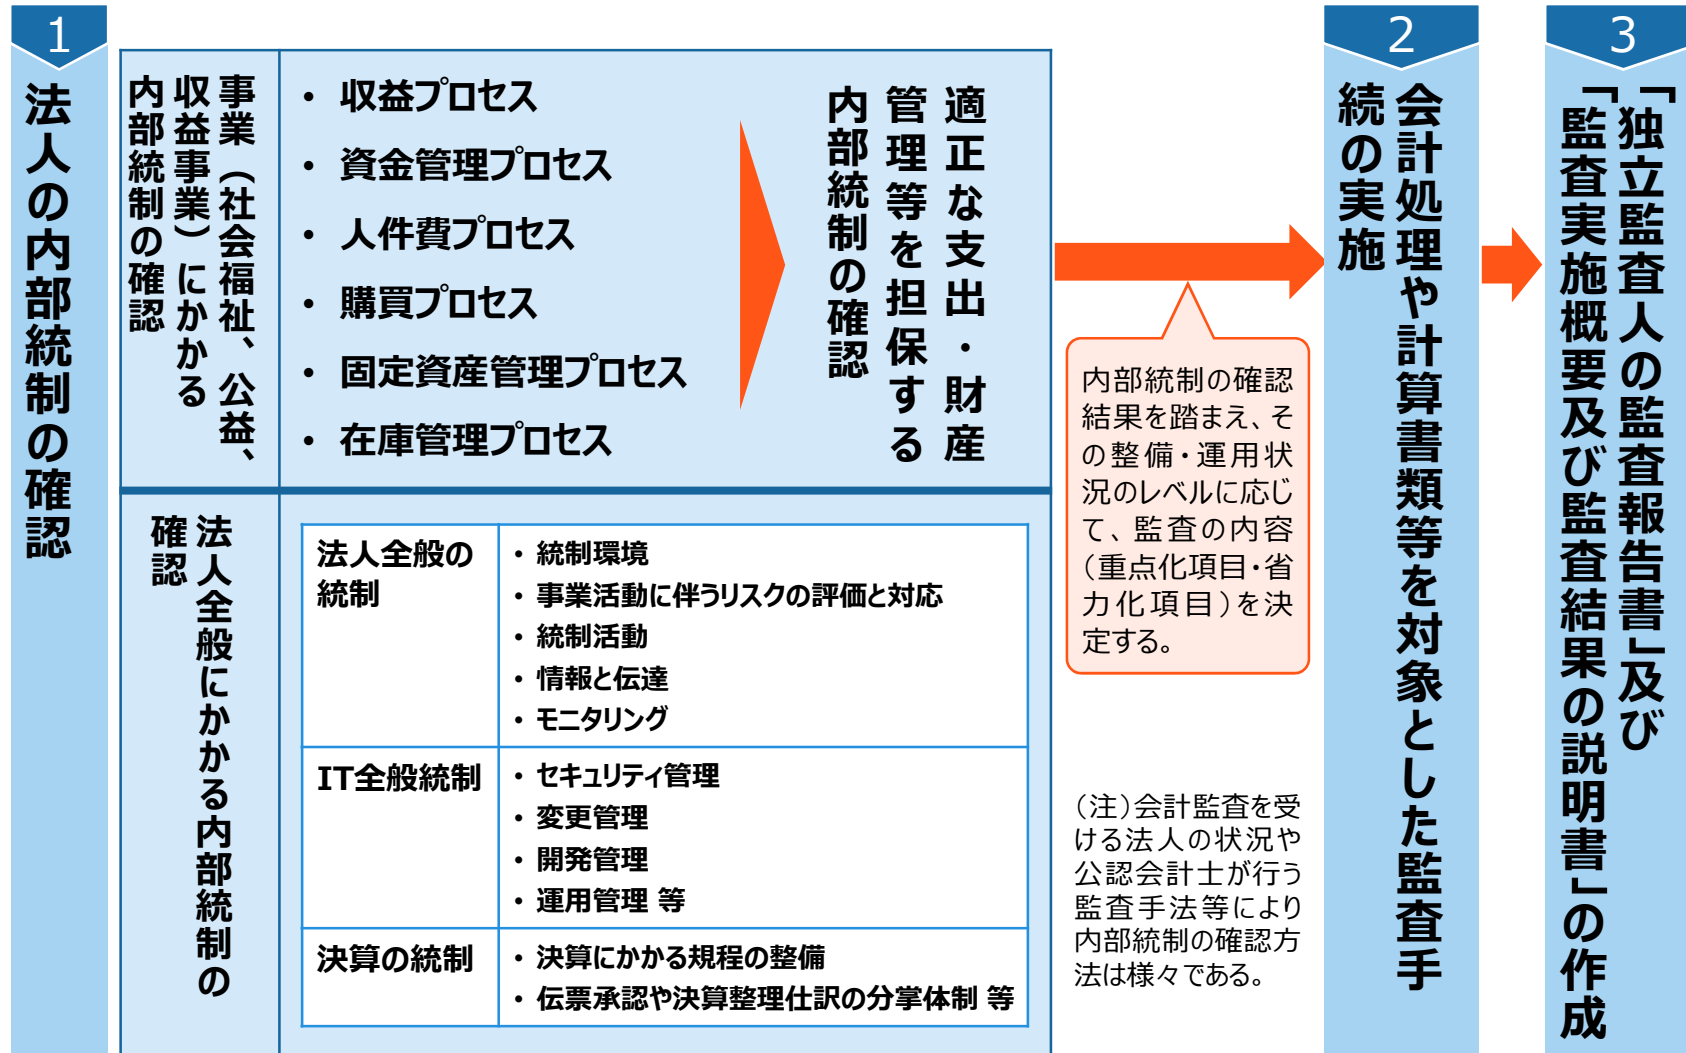 1
法人の内部統制の確認
事業（社会福祉、公益、
収益事業）にかかる
内部統制の確認
・ 収益プロセス
・ 資金管理プロセス
・ 人件費プロセス
・ 購買プロセス
・ 固定資産管理プロセス
・ 在庫管理プロセス
適正な支出・財産
管理等を担保する
内部統制の確認
法人全般にかかる内部統制の
確認
法人全般の
統制
・ 統制環境
・ 事業活動に伴うリスクの評価と対応
・ 統制活動
・ 情報と伝達
・ モニタリング
IT全般統制
・ セキュリティ管理
・ 変更管理
・ 開発管理
・ 運用管理 等
決算の統制
・ 決算にかかる規程の整備
・ 伝票承認や決算整理仕訳の分掌体制 等
内部統制の確認
結果を踏まえ、そ
の整備・運用状
況のレベルに応じ
て、監査の内容
（重点化項目・省
力化項目）を決
定する。
（注）会計監査を受
ける法人の状況や
公認会計士が行う
監査手法等により
内部統制の確認方
法は様々である。
2
会計処理や計算書類等を対象とした監査手
続の実施
3
「独立監査人の監査報告書」及び
「監査実施概要及び監査結果の説明書」の作成